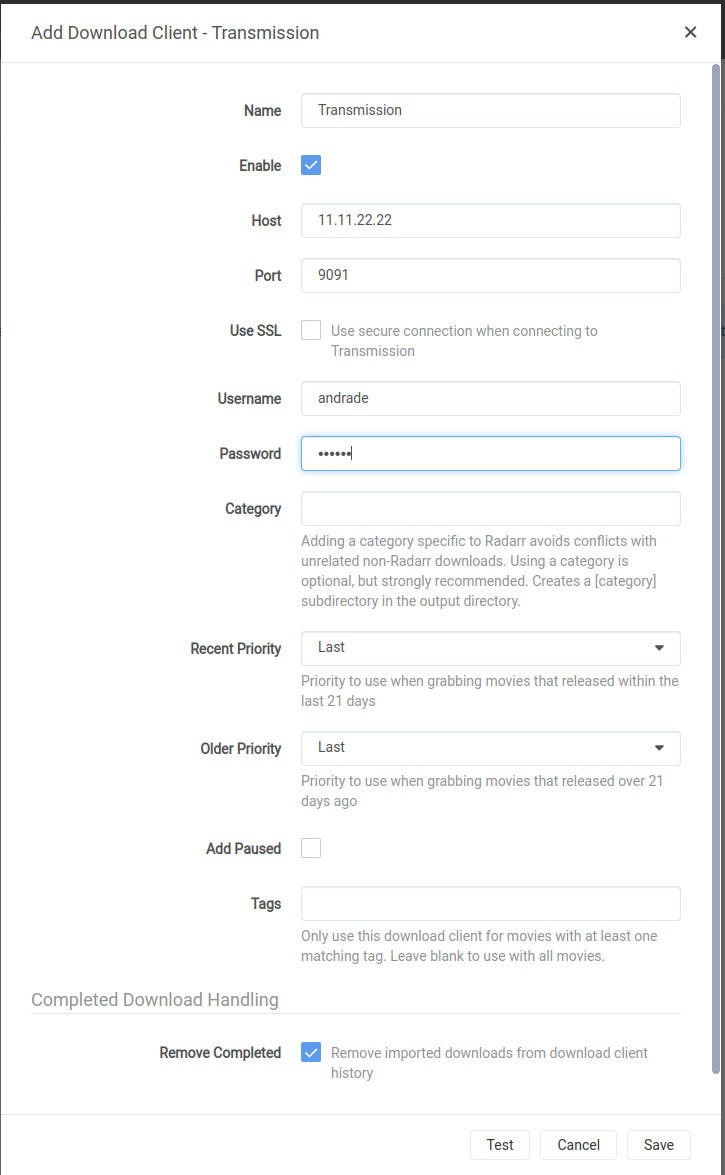 Add Download Client - Transmission
Name
Transmission
Enable
Host
11.11.22.22
Port
9091
Use SSL
Use secure connection when connecting to
Transmission
Username
andrade
Password
••••••
Category
Adding a category specific to Radarr avoids conflicts with
unrelated non-Radarr downloads. Using a category is
optional, but strongly recommended. Creates a [category]
subdirectory in the output directory.
Recent Priority
Last
Priority to use when grabbing movies that released within the
last 21 days
Older Priority
Last
Priority to use when grabbing movies that released over 21
days ago
Add Paused
Tags
Only use this download client for movies with at least one
matching tag. Leave blank to use with all movies.
Completed Download Handling
Remove Completed
Remove imported downloads from download client
history
Test
Cancel
Save